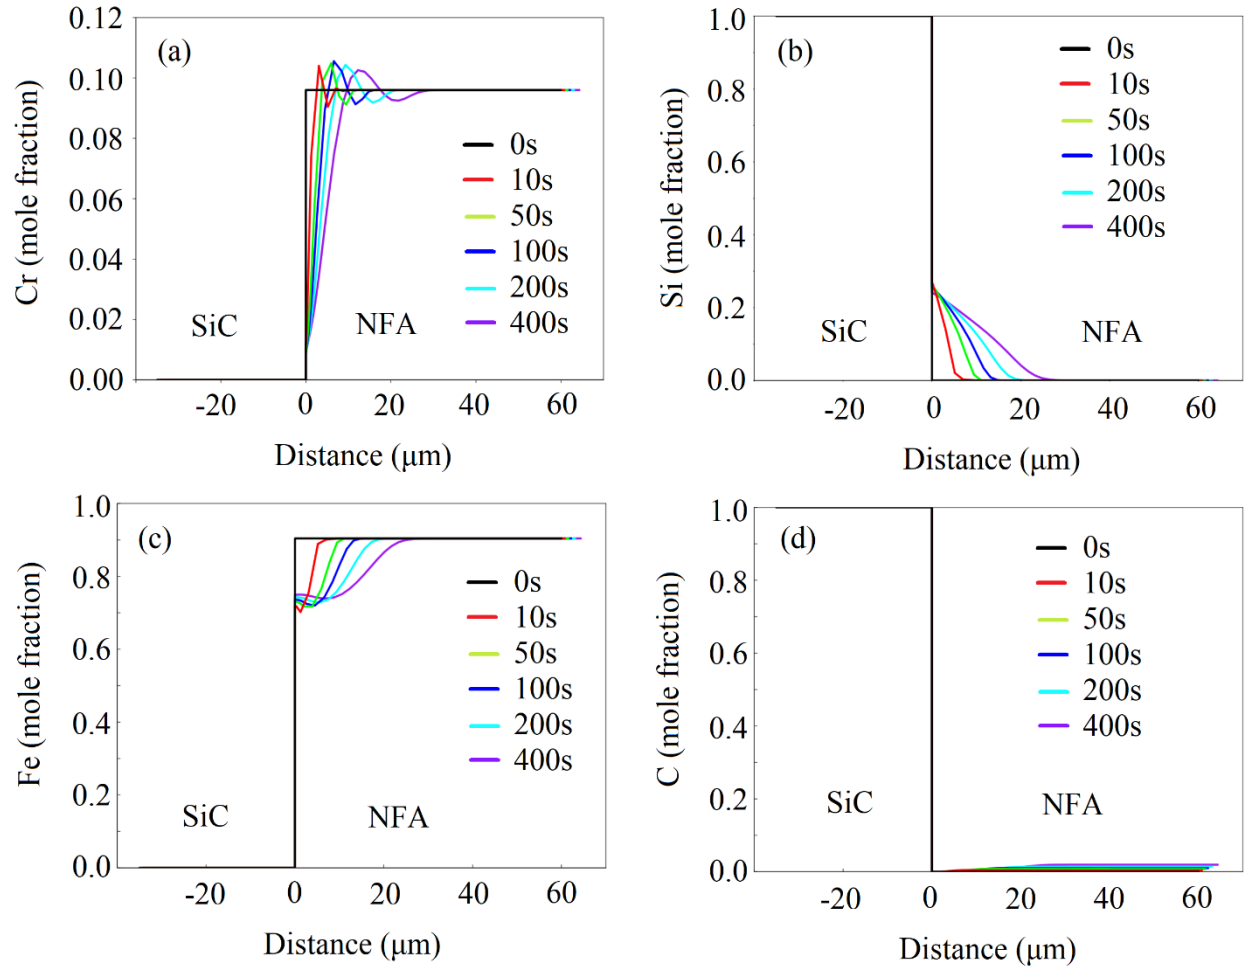 (a)
Cr (mole fraction)
0.12
0.10
0.08
0.06
0.04
0.02
0.00
0s
10s
50s
100s
200s
400s
SiC
NFA
-20
0
20
40
60
Distance (μm)
(b)
Si (mole fraction)
1.0
0.8
0.6
0.4
0.2
0.0
0s
10s
50s
100s
200s
400s
SiC
NFA
-20
0
20
40
60
Distance (μm)
(c)
Fe (mole fraction)
1.0
0.8
0.6
0.4
0.2
0.0
0s
10s
50s
100s
200s
400s
SiC
NFA
-20
0
20
40
60
Distance (μm)
(d)
C (mole fraction)
1.0
0.8
0.6
0.4
0.2
0.0
0s
10s
50s
100s
200s
400s
SiC
NFA
-20
0
20
40
60
Distance (μm)